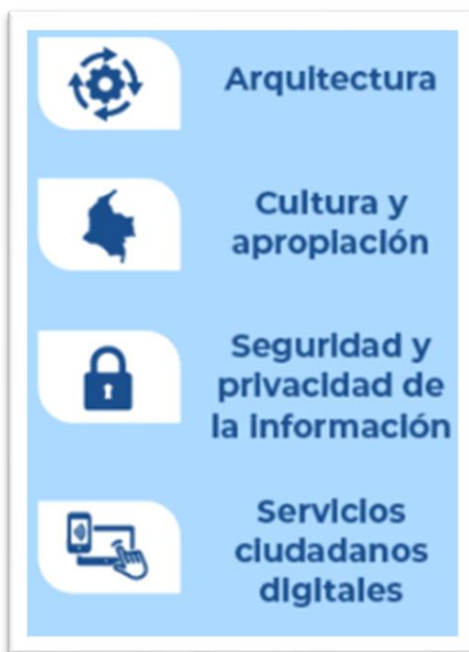 Arquitectura
Cultura y
apropiación
Seguridad y
privacidad de
la información
Servicios
ciudadanos
digitales